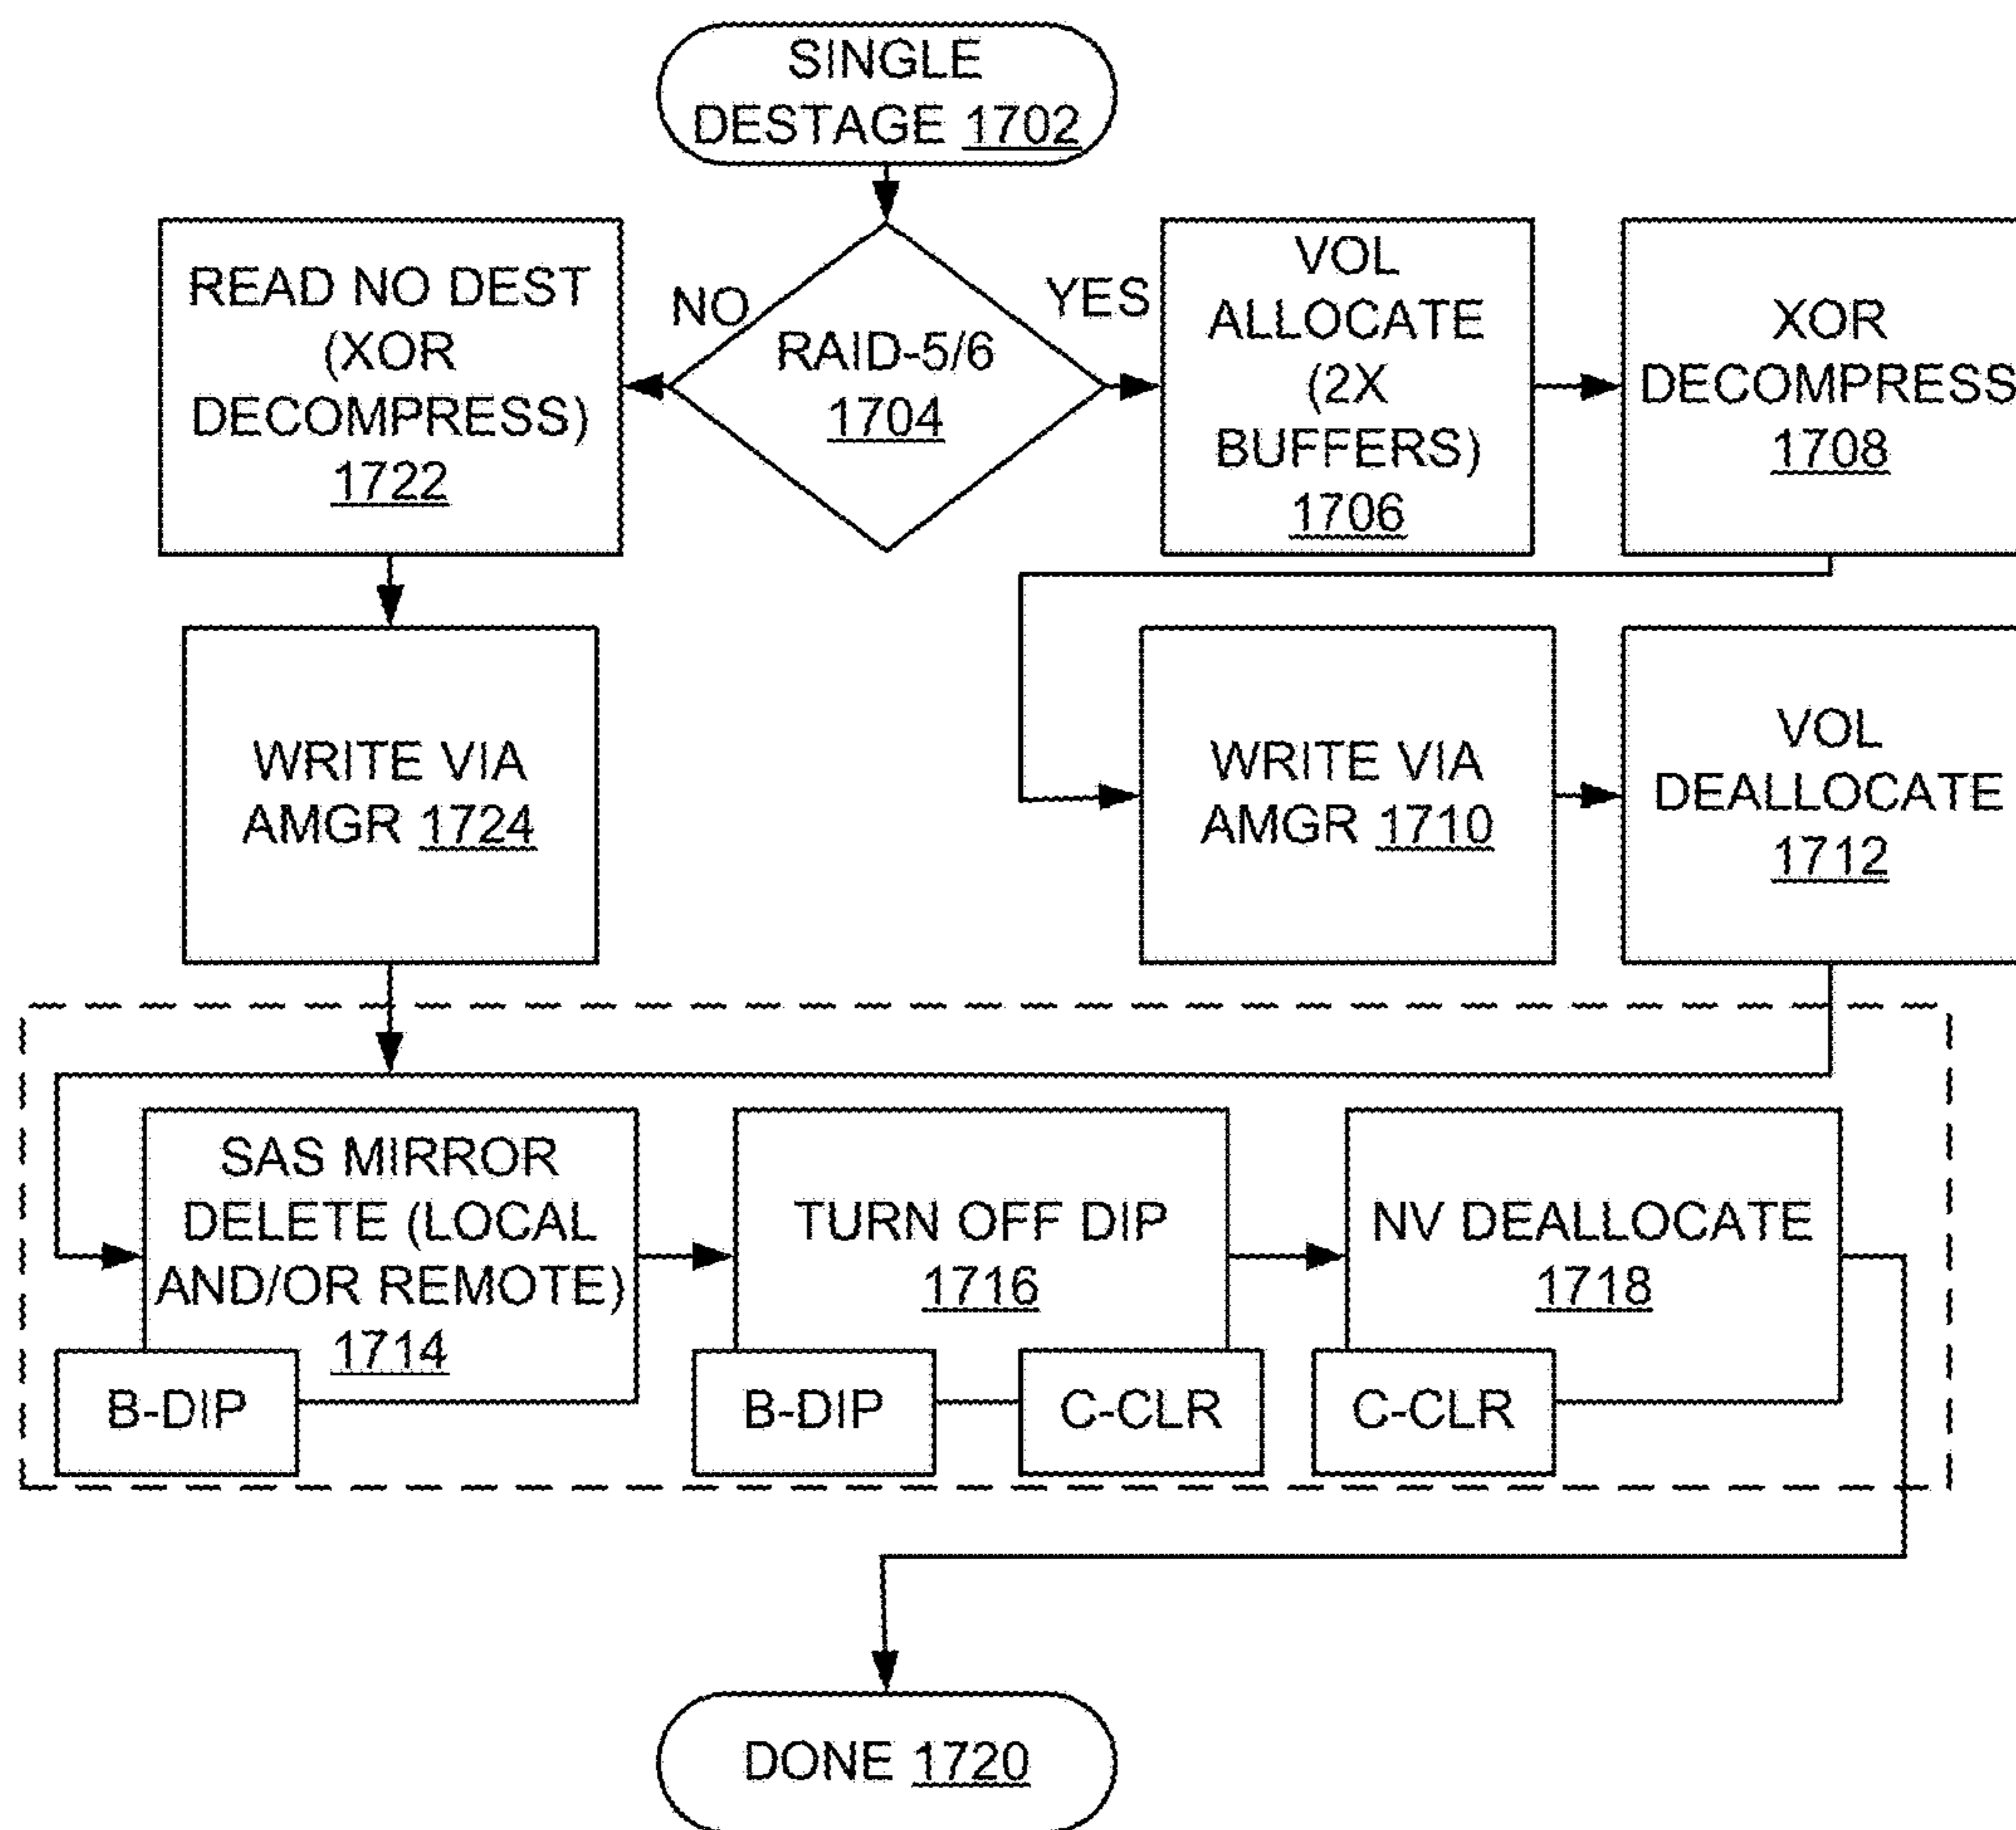 SINGLE
DESTAGE 1702
READ NO DEST
(XOR
DECOMPRESS)
1722
NO
RAID-5/6
1704
YES
VOL
ALLOCATE
(2X
BUFFERS)
1706
XOR
DECOMPRESS
1708
WRITE VIA
AMGR 1724
WRITE VIA
AMGR 1710
VOL
DEALLOCATE
1712
SAS MIRROR
DELETE (LOCAL
AND/OR REMOTE)
1714
B-DIP
TURN OFF DIP
1716
B-DIP
C-CLR
NV DEALLOCATE
1718
C-CLR
DONE 1720